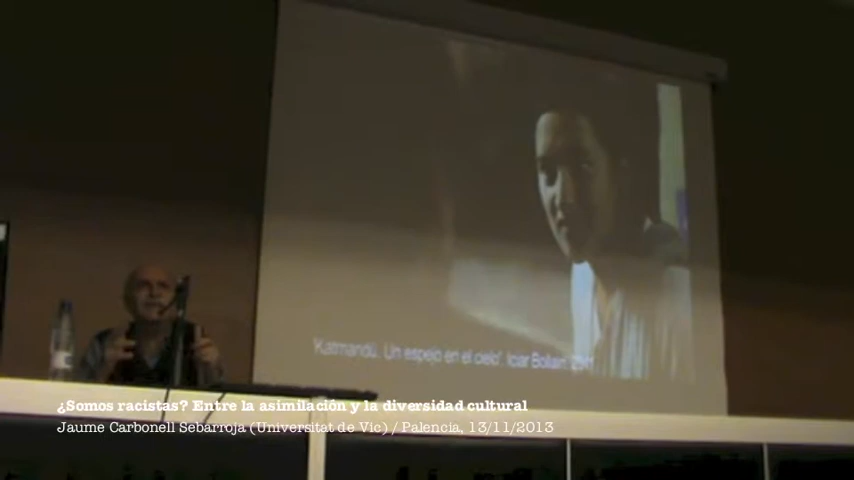 'Katmandú. Un espejo en el cielo'. Icíar Bollain. 2011
¿Somos racistas? Entre la asimilación y la diversidad cultural
Jaume Carbonell Sebarroja (Universitat de Vic) / Palencia, 13/11/2013